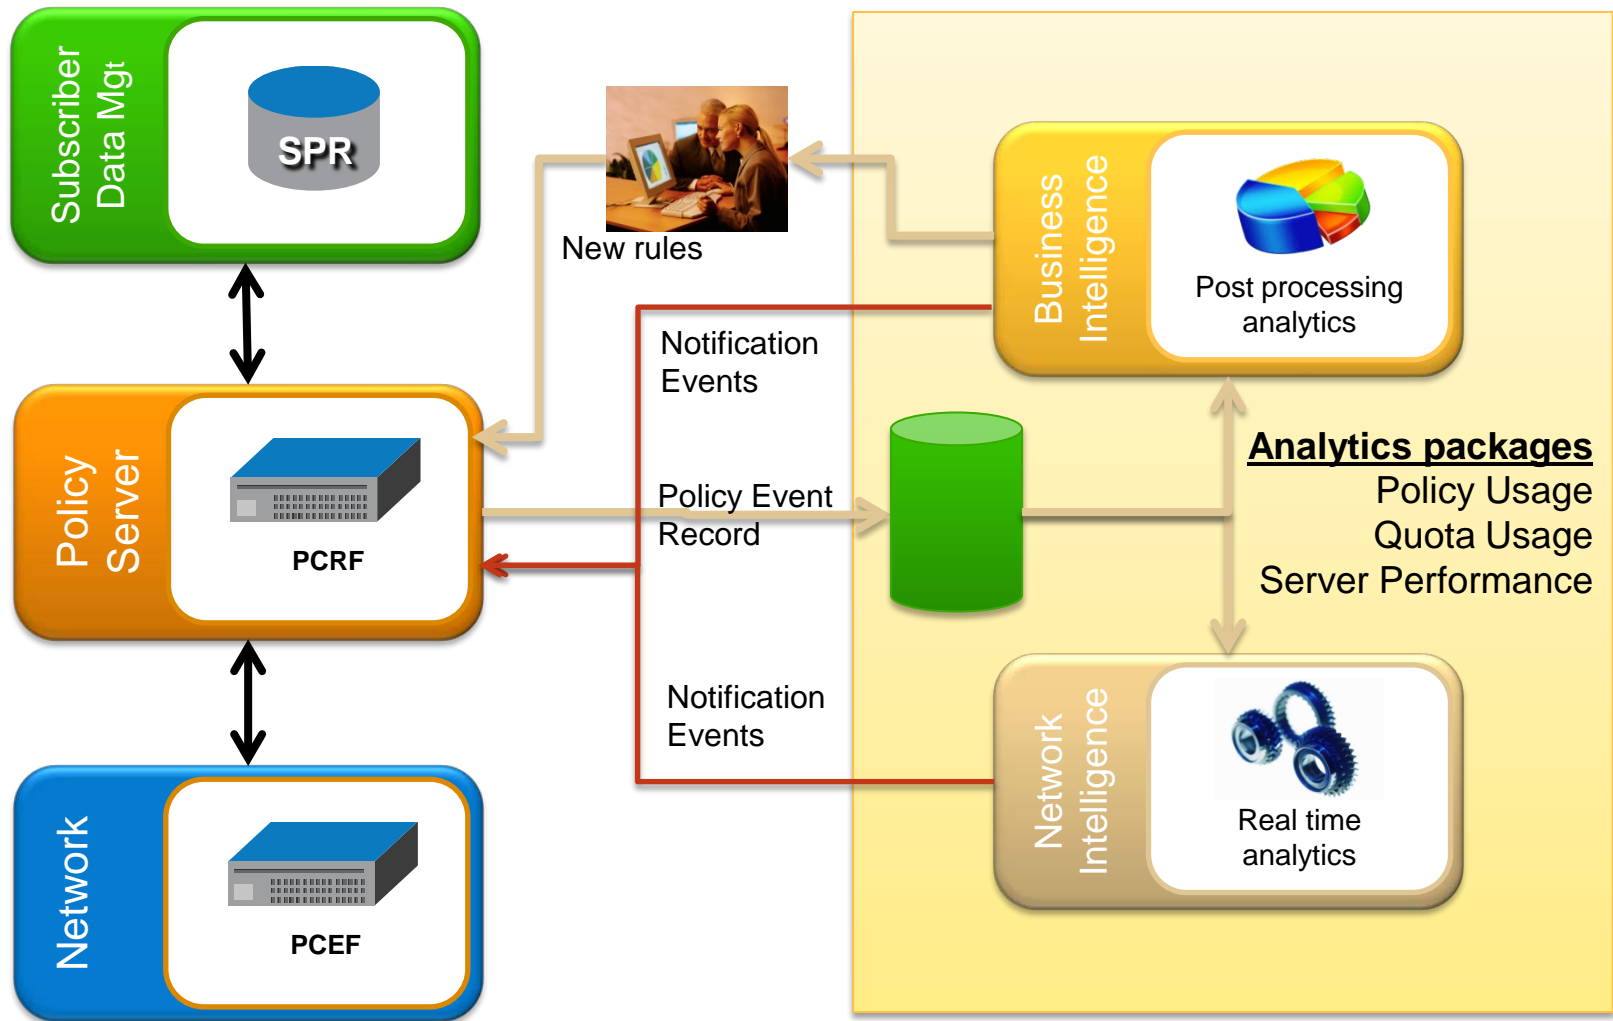 Subscriber
Data Mgt
SPR
New rules
Business
Intelligence
Post processing
analytics
Notification
Events
Policy
Server
PCRF
Policy Event
Record
Analytics packages
Policy Usage
Quota Usage
Server Performance
Notification
Events
Network
Intelligence
Real time
analytics
Network
PCEF